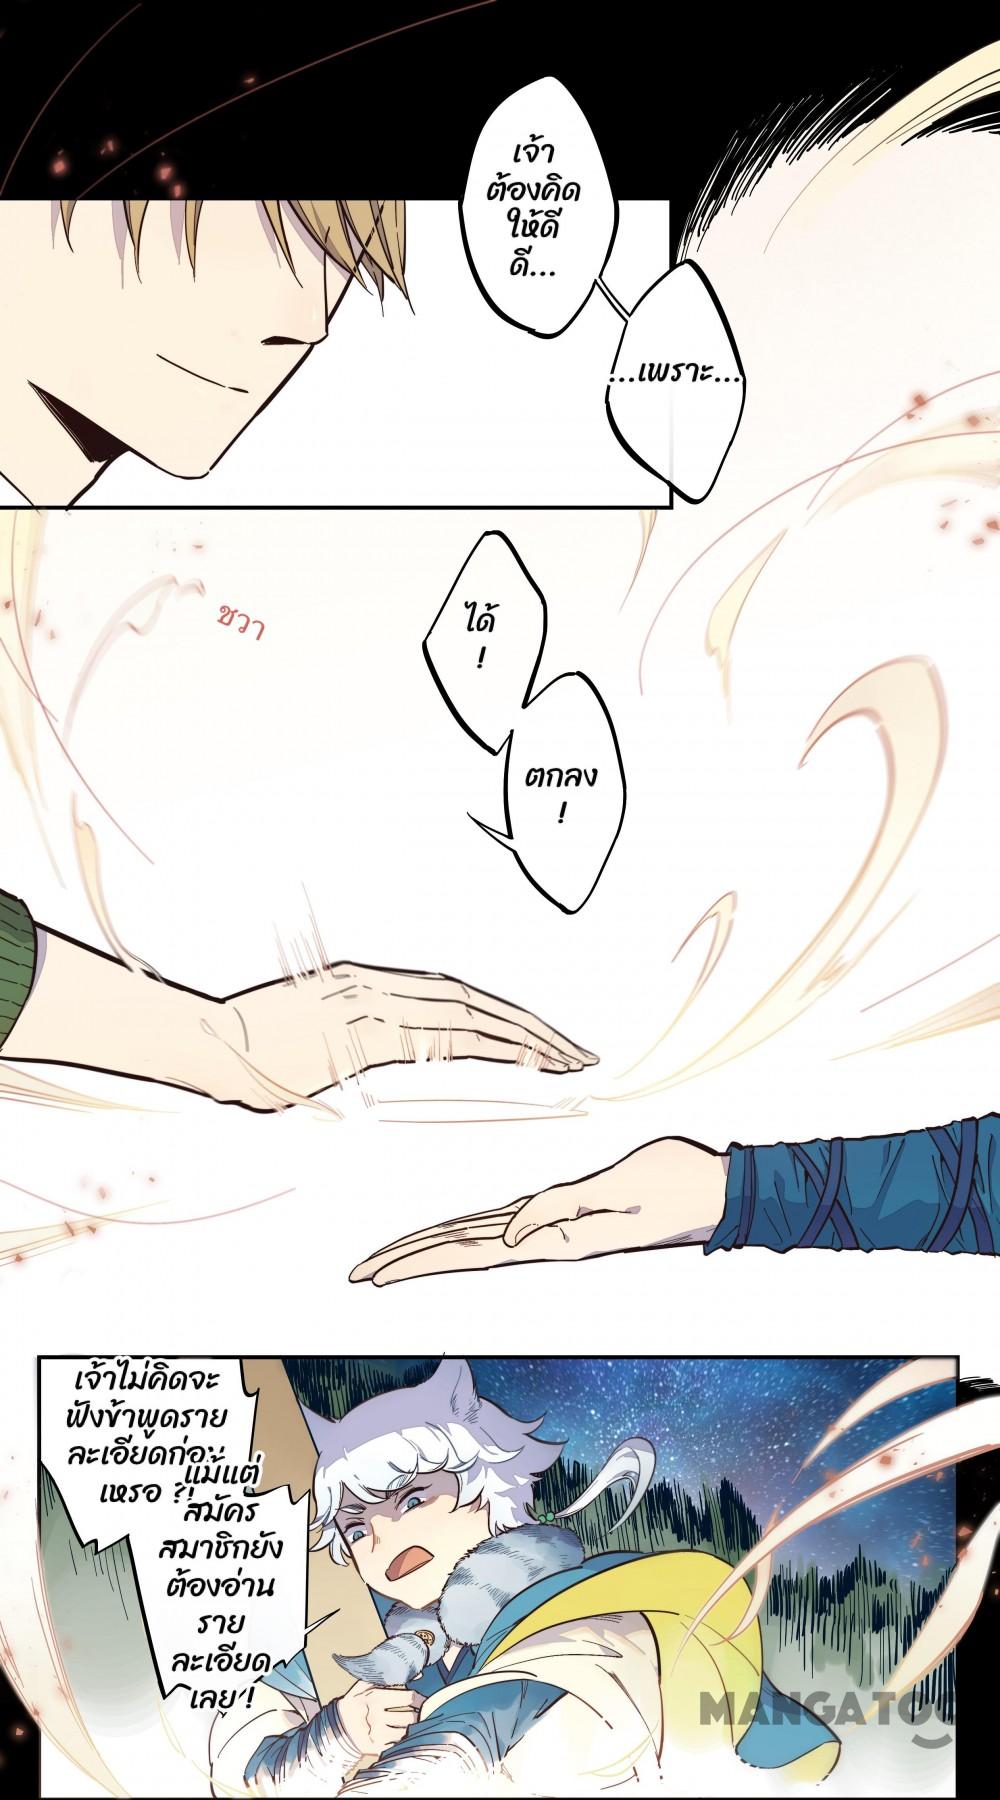 เจ้า
ต้องคิด
ให้ดี
ดี...
...เพราะ...
ชวา
ได้
!
ตกลง
!
เจ้าไม่คิดจะ
ฟังข้าพูดราย
ละเอียดก่อน
เหรอ ?!
แม้แต่
สมัคร
สมาชิกยัง
ต้องอ่าน
ราย
ละเอียด
เลย !
MANGATOO